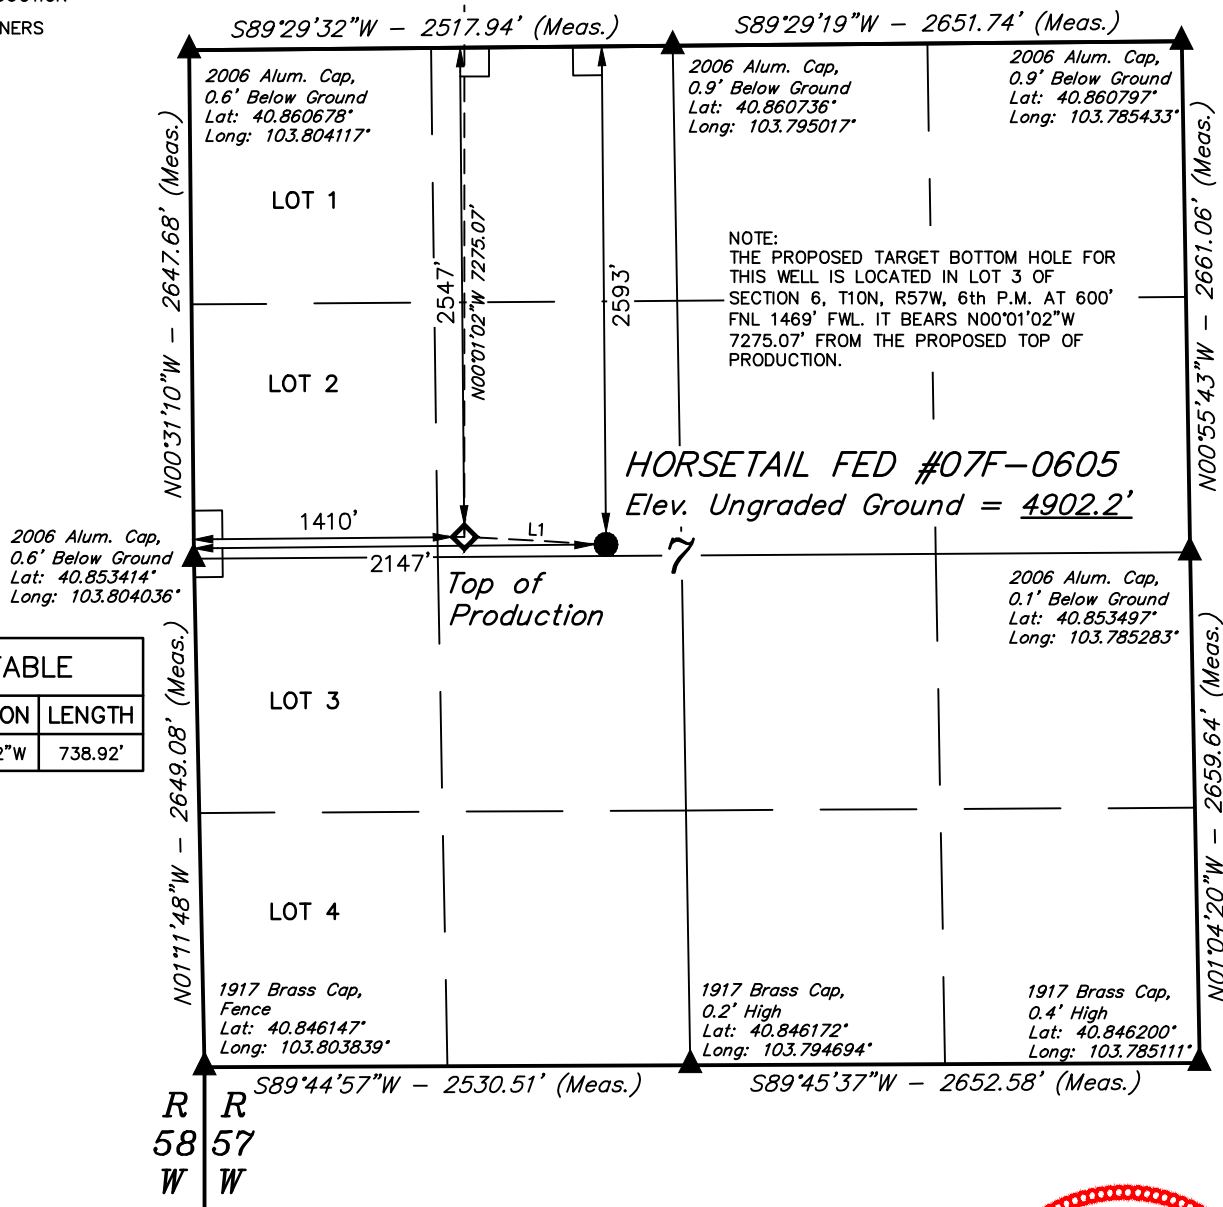 NERS
S89°29'32"W - 2517.94' (Meas.)
S89°29'19"W - 2651.74' (Meas.)
2006 Alum. Cap,
0.6' Below Ground
Lat: 40.860678°
Long: 103.804117°
2006 Alum. Cap,
0.9' Below Ground
Lat: 40.860736°
Long: 103.795017°
2006 Alum. Cap,
0.9' Below Ground
Lat: 40.860797°
Long: 103.785433°
N00°31'10"W - 2647.68' (Meas.)
N00°55'43"W - 2661.06' (Meas.)
LOT 1
2547'
N00°01'02"W 7275.07'
2593'
NOTE:
THE PROPOSED TARGET BOTTOM HOLE FOR
THIS WELL IS LOCATED IN LOT 3 OF
SECTION 6, T10N, R57W, 6th P.M. AT 600'
FNL 1469' FWL. IT BEARS N00°01'02"W
7275.07' FROM THE PROPOSED TOP OF
PRODUCTION.
LOT 2
HORSETAIL FED #07F-0605
Elev. Ungraded Ground = 4902.2'
1410'
L1
2147'
7
Top of
Production
2006 Alum. Cap,
0.6' Below Ground
Lat: 40.853414°
Long: 103.804036°
2006 Alum. Cap,
0.1' Below Ground
Lat: 40.853497°
Long: 103.785283°
TABLE
ON LENGTH
2"W 738.92'
LOT 3
N01°11'48"W - 2649.08' (Meas.)
N01°04'20"W - 2659.64' (Meas.)
LOT 4
1917 Brass Cap,
Fence
Lat: 40.846147°
Long: 103.803839°
1917 Brass Cap,
0.2' High
Lat: 40.846172°
Long: 103.794694°
1917 Brass Cap,
0.4' High
Lat: 40.846200°
Long: 103.785111°
S89°44'57"W - 2530.51' (Meas.)
S89°45'37"W - 2652.58' (Meas.)
R R
58 57
W W